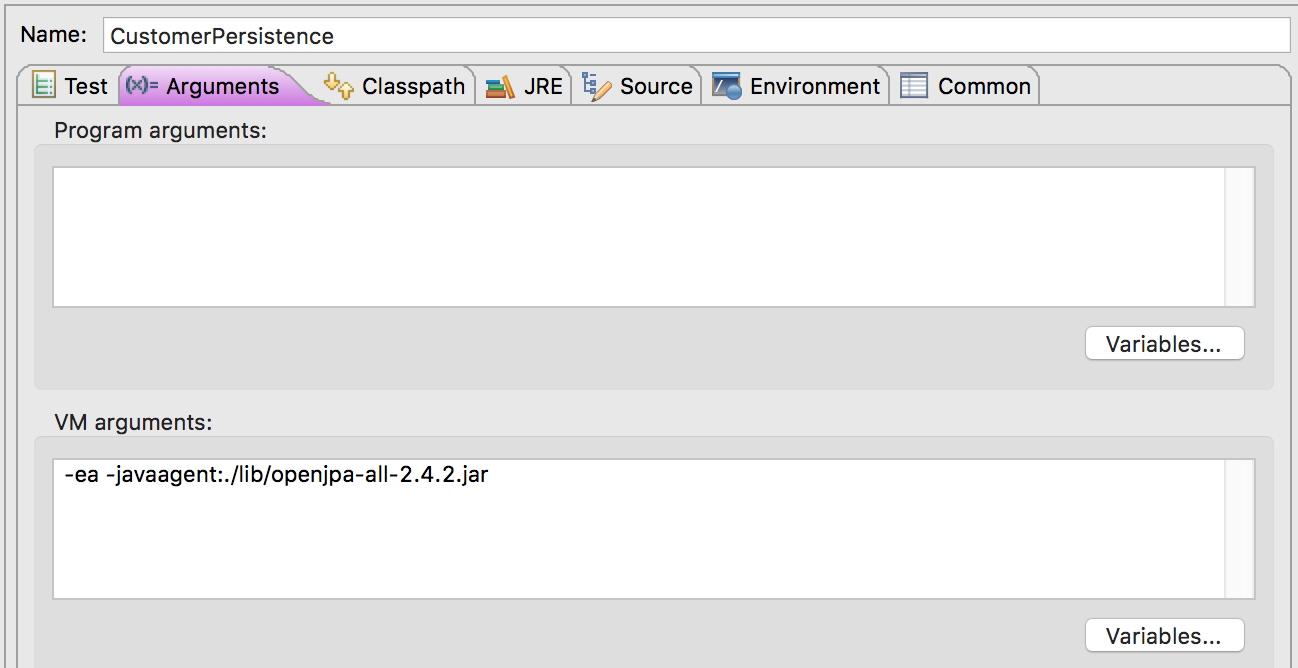 Name: CustomerPersistence
Test (x)= Arguments Classpath JRE Source Environment Common
Program arguments:
Variables...
VM arguments:
-ea -javaagent:./lib/openjpa-all-2.4.2.jar
Variables...